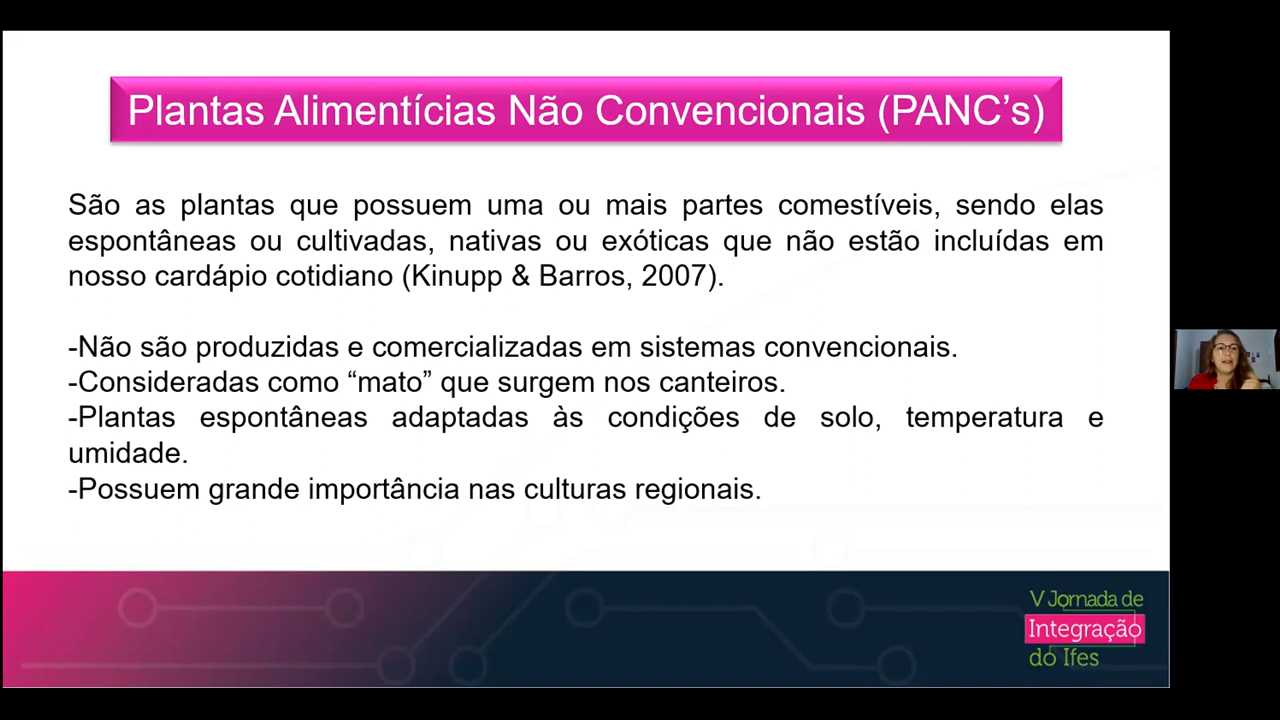 Plantas Alimentícias Não Convencionais (PANC’s)
São as plantas que possuem uma ou mais partes comestíveis, sendo elas
espontâneas ou cultivadas, nativas ou exóticas que não estão incluídas em
nosso cardápio cotidiano (Kinupp & Barros, 2007).
-Não são produzidas e comercializadas em sistemas convencionais.
-Consideradas como “mato” que surgem nos canteiros.
-Plantas espontâneas adaptadas às condições de solo, temperatura e
umidade.
-Possuem grande importância nas culturas regionais.
V Jornada de
Integração
do Ifes